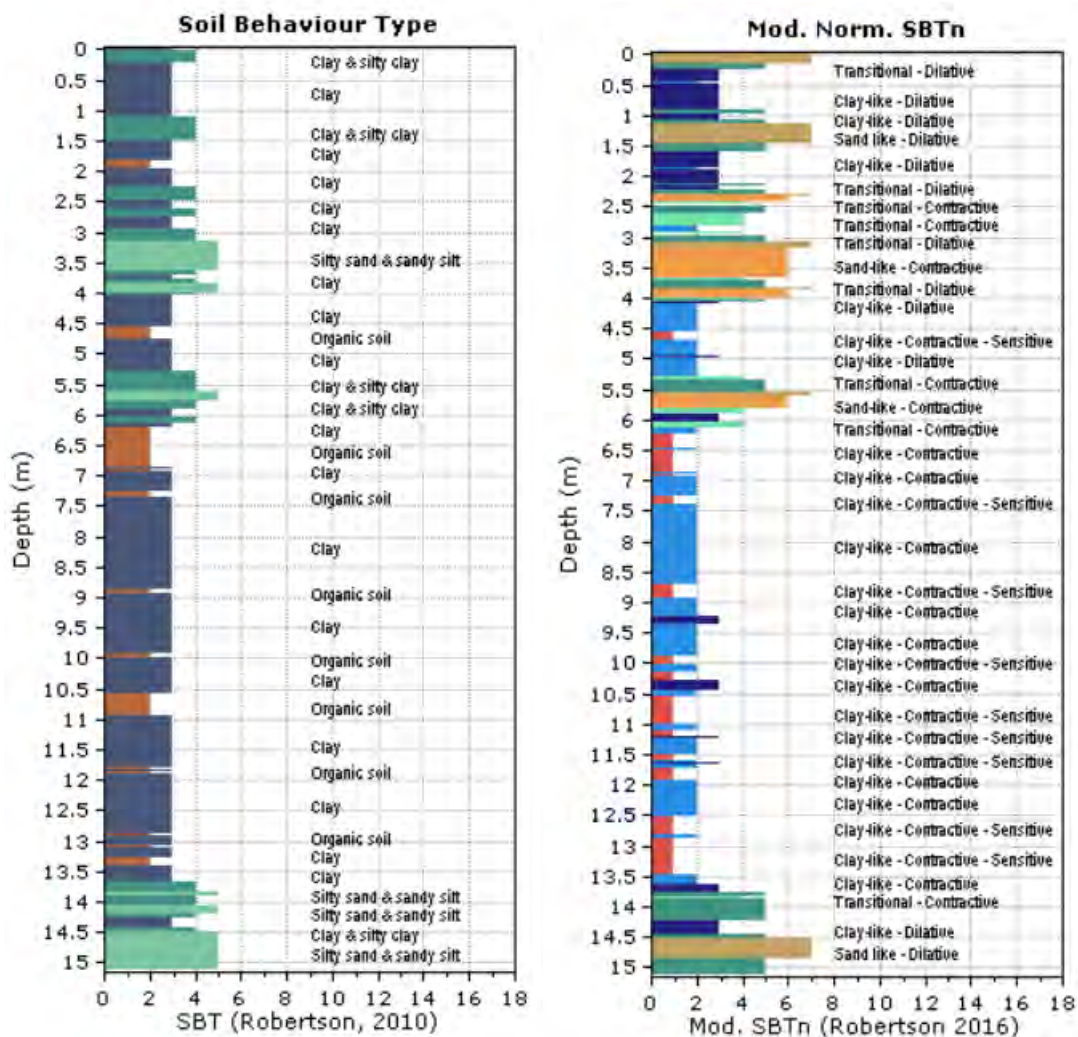 Soil Behaviour Type
0
0.5
1
1.5
2
2.5
3
3.5
4
4.5
5
5.5
6
6.5
7
7.5
8
8.5
9
9.5
10
10.5
11
11.5
12
12.5
13
13.5
14
14.5
15
Depth (m)
Clay & silty clay
Clay
Clay & silty clay
Clay
Clay
Clay
Clay
Silty sand & sandy silt
Clay
Clay
Organic soil
Clay
Clay & silty clay
Clay & silty clay
Clay
Organic soil
Clay
Organic soil
Clay
Organic soil
Clay
Organic soil
Clay
Organic soil
Clay
Organic soil
Clay
Organic soil
Clay
Clay
Silty sand & sandy silt
Silty sand & sandy silt
Clay & silty clay
Silty sand & sandy silt
0 2 4 6 8 10 12 14 16 18
SBT (Robertson, 2010)
Mod. Norm. SBTn
0
0.5
1
1.5
2
2.5
3
3.5
4
4.5
5
5.5
6
6.5
7
7.5
8
8.5
9
9.5
10
10.5
11
11.5
12
12.5
13
13.5
14
14.5
15
Depth (m)
Transitional - Dilative
Clay-like - Dilative
Clay-like - Dilative
Sand like - Dilative
Clay-like - Dilative
Transitional - Dilative
Transitional - Contractive
Transitional - Contractive
Transitional - Dilative
Sand-like - Contractive
Transitional - Dilative
Clay-like - Dilative
Clay-like - Contractive - Sensitive
Clay-like - Dilative
Transitional - Contractive
Sand-like - Contractive
Transitional - Contractive
Clay-like - Contractive
Clay-like - Contractive
Clay-like - Contractive - Sensitive
Clay-like - Contractive
Clay-like - Contractive - Sensitive
Clay-like - Contractive
Clay-like - Contractive
Clay-like - Contractive - Sensitive
Clay-like - Contractive
Clay-like - Contractive - Sensitive
Clay-like - Contractive - Sensitive
Clay-like - Contractive - Sensitive
Clay-like - Contractive
Clay-like - Contractive
Clay-like - Contractive - Sensitive
Clay-like - Contractive - Sensitive
Clay-like - Contractive
Transitional - Contractive
Clay-like - Dilative
Sand like - Dilative
0 2 4 6 8 10 12 14 16 18
Mod. SBTn (Robertson 2016)